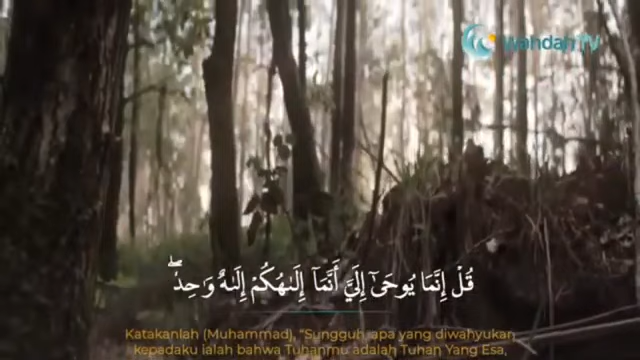 Wahdah TV
قُلْ إِنَّمَا يُوحَىٰٓ إِلَيَّ أَنَّمَآ إِلَـٰهُكُمْ إِلَـٰهٌ وَٰحِدٌۖ
Katakanlah (Muhammad), "Sungguh, apa yang diwahyukan
kepadaku ialah bahwa Tuhanmu adalah Tuhan Yang Esa,